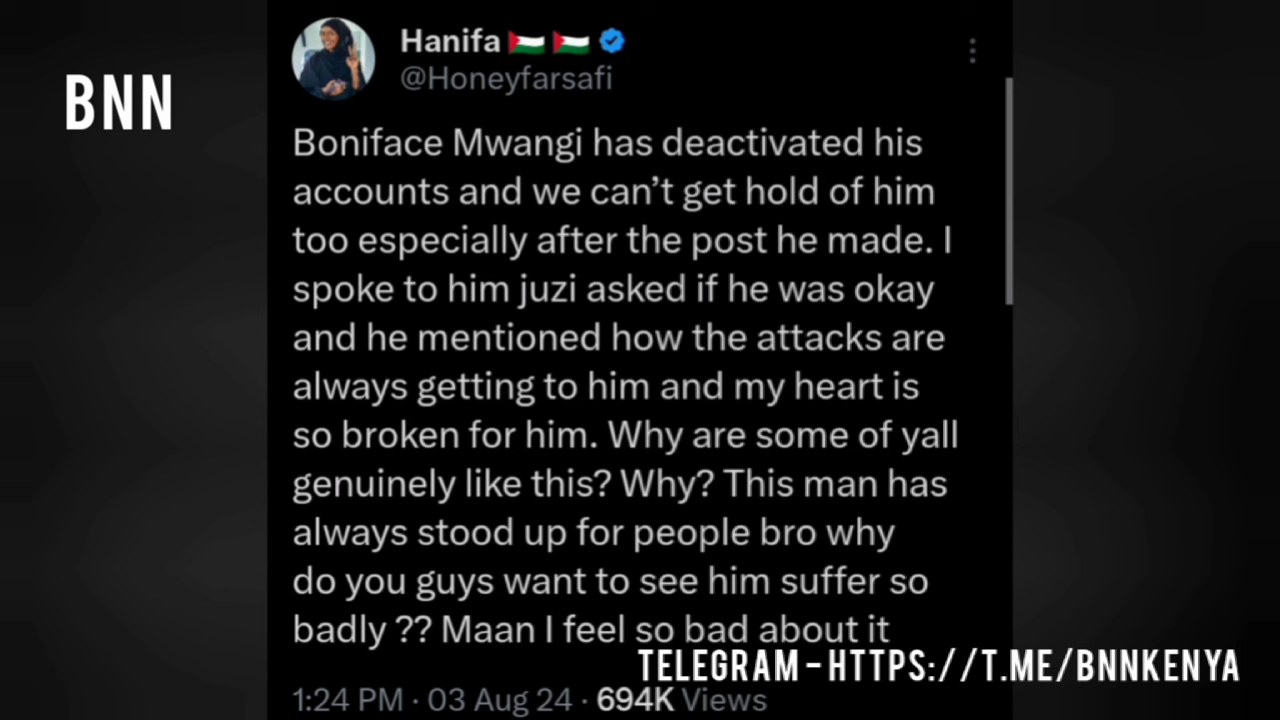 BNN
Hanifa 🇵🇸 🇵🇸
@Honeyfarsafi
Boniface Mwangi has deactivated his
accounts and we can’t get hold of him
too especially after the post he made. I
spoke to him juzi asked if he was okay
and he mentioned how the attacks are
always getting to him and my heart is
so broken for him. Why are some of yall
genuinely like this? Why? This man has
always stood up for people bro why
do you guys want to see him suffer so
badly ?? Maan I feel so bad about it
TELEGRAM - HTTPS://T.ME/BNNKENYA
1:24 PM · 03 Aug 24 · 694K Views